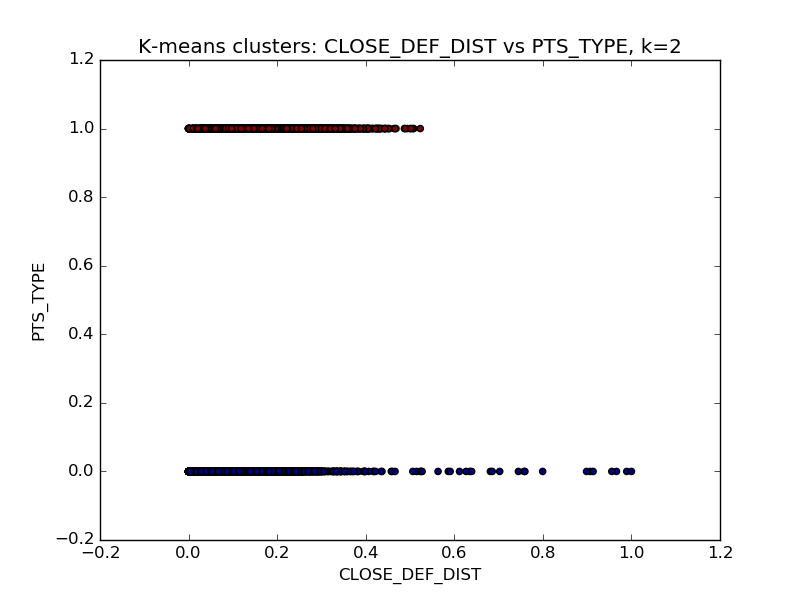 K-means clusters: CLOSE_DEF_DIST vs PTS_TYPE, k=2
1.2
1.0
0.8
0.6
0.4
0.2
0.0
−0.2
PTS_TYPE
−0.2 0.0 0.2 0.4 0.6 0.8 1.0 1.2
CLOSE_DEF_DIST